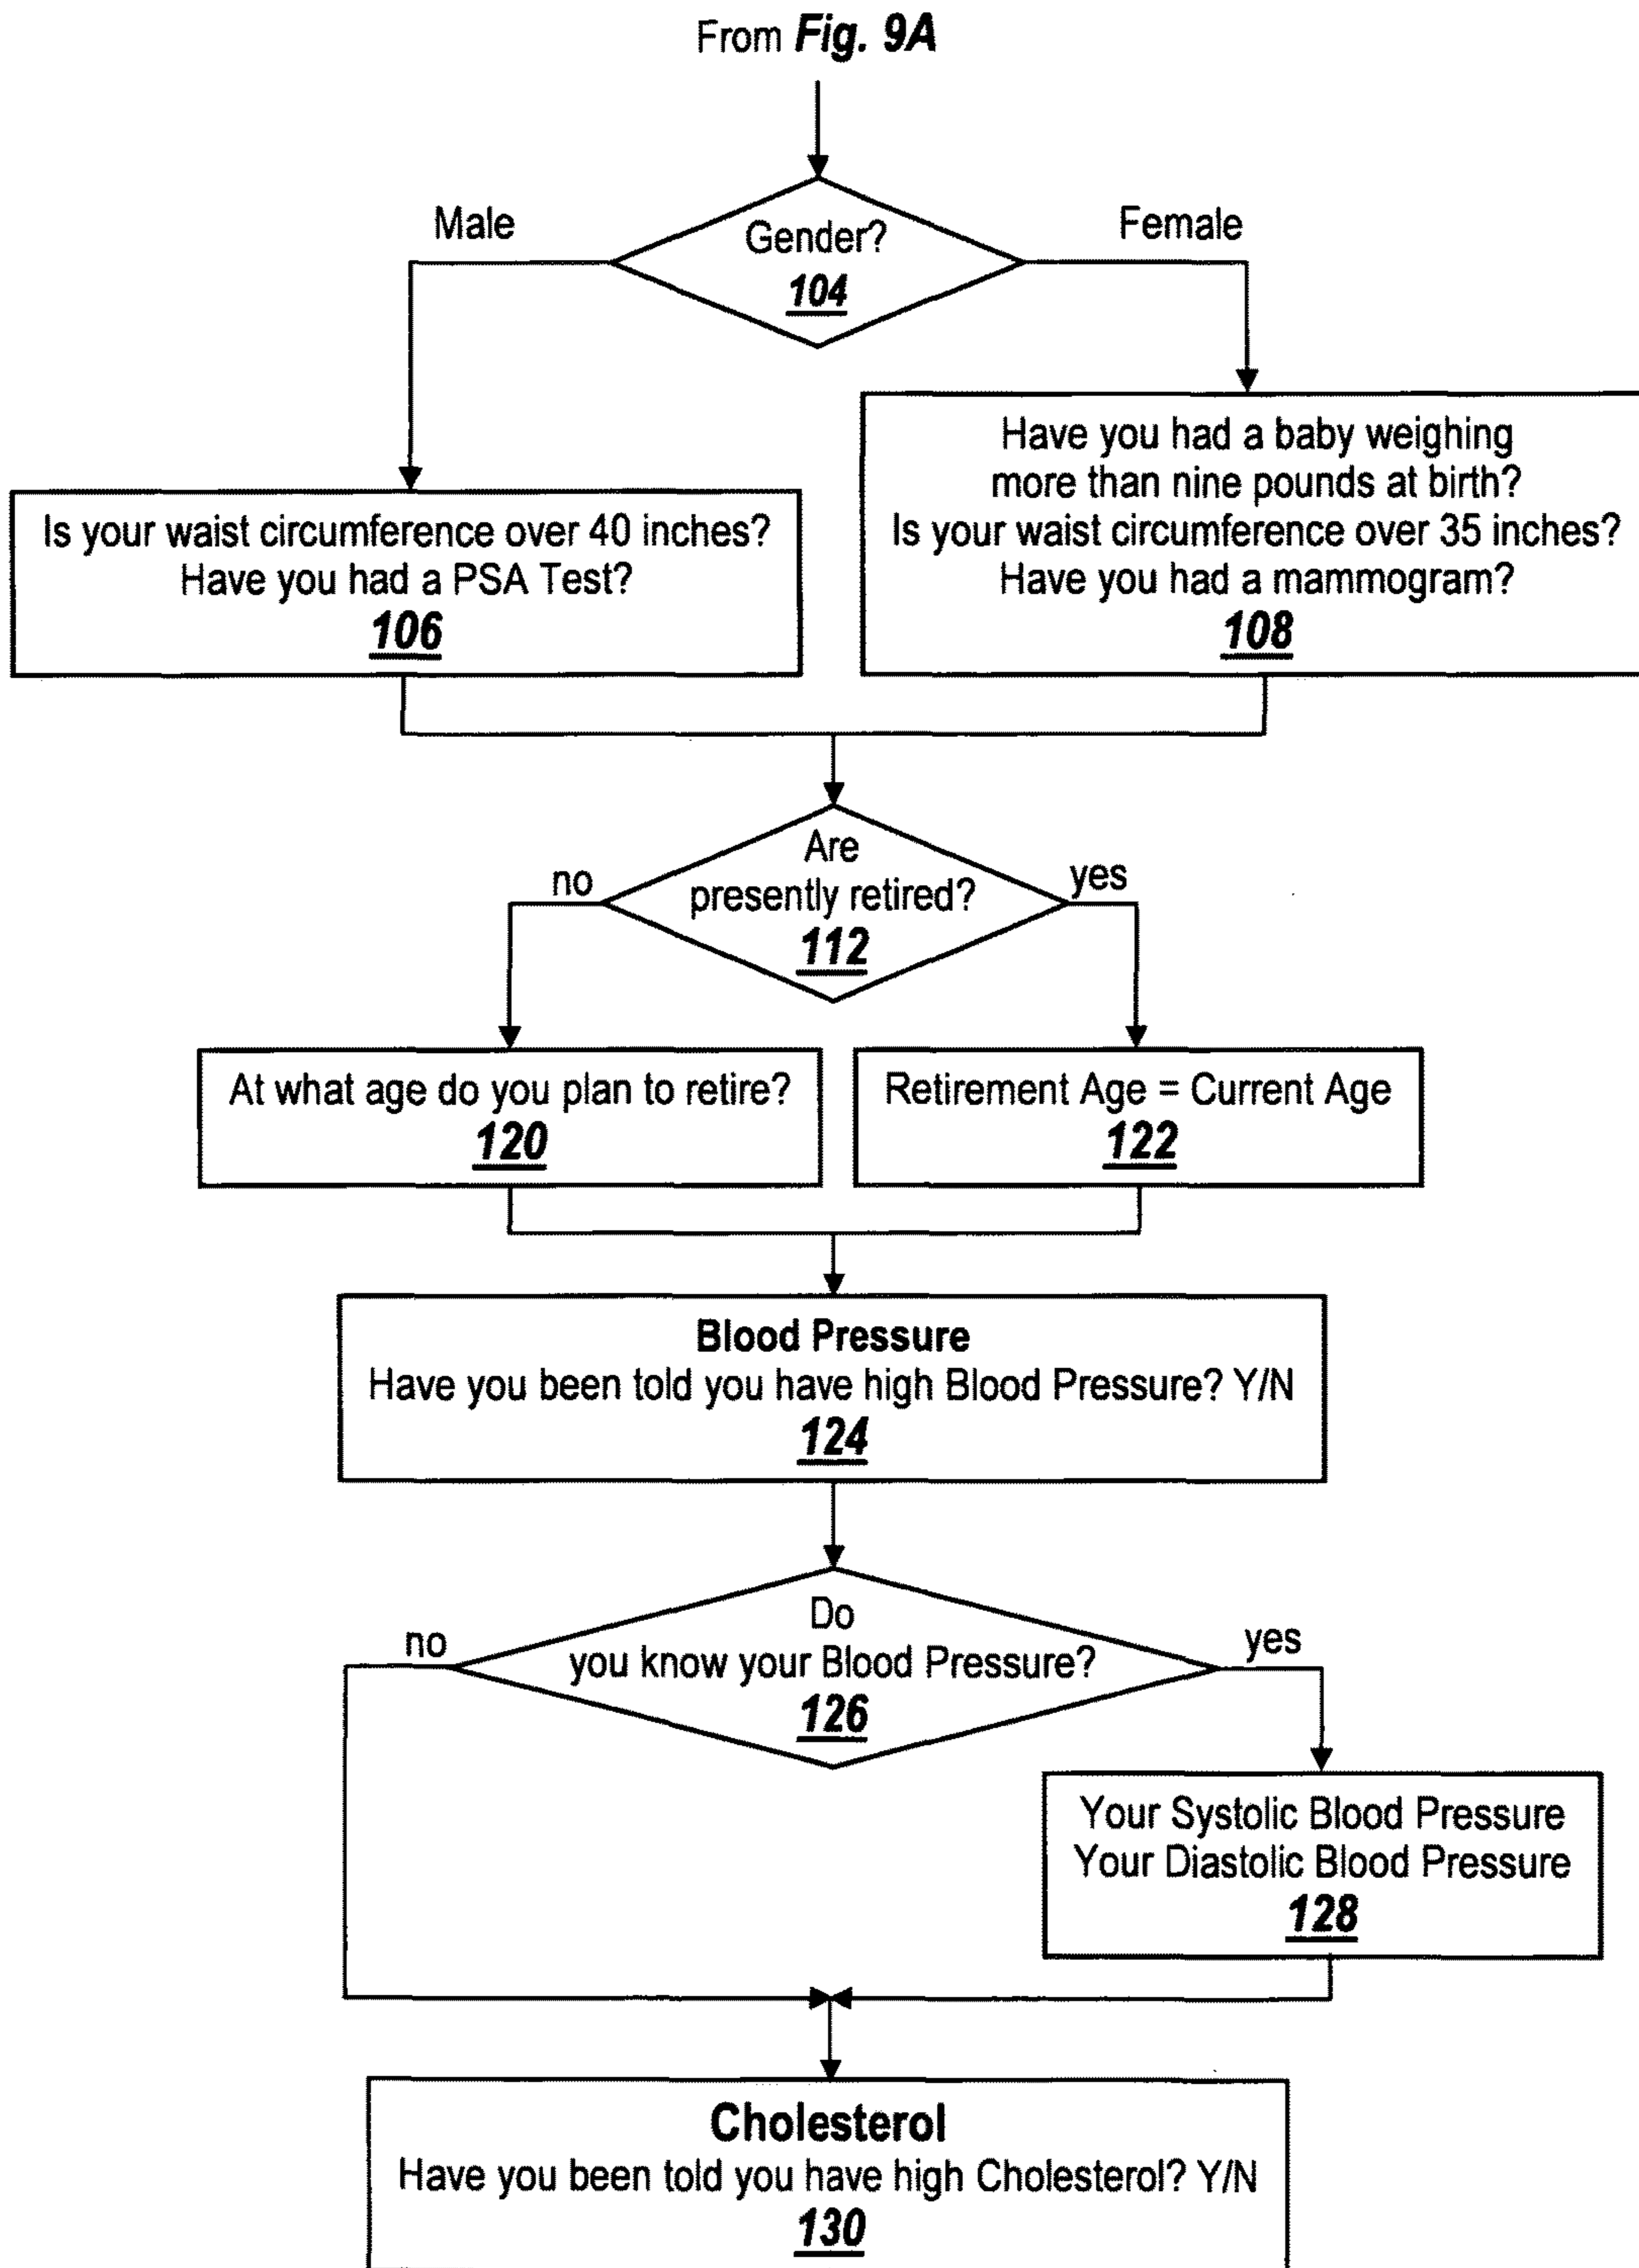 From Fig. 9A
Male
Gender?
Female
104
Have you had a baby weighing
more than nine pounds at birth?
Is your waist circumference over 35 inches?
Have you had a mammogram?
108
Is your waist circumference over 40 inches?
Have you had a PSA Test?
106
Are
presently retired?
112
no
yes
At what age do you plan to retire?
120
Retirement Age = Current Age
122
Blood Pressure
Have you been told you have high Blood Pressure? Y/N
124
Do
you know your Blood Pressure?
126
no
yes
Your Systolic Blood Pressure
Your Diastolic Blood Pressure
128
Cholesterol
Have you been told you have high Cholesterol? Y/N
130